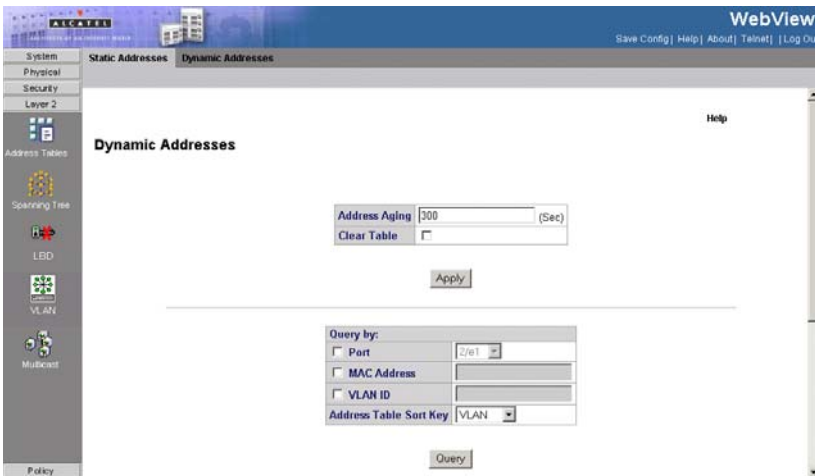 ALCATEL
WebView
Save Config| Help| About| Telnet| |Log Ou
System
Physical
Security
Layer 2
Address Tables
Spanning Tree
LBD
VLAN
Multicast
Policy
Static Addresses Dynamic Addresses
Help
Dynamic Addresses
Address Aging 300 (Sec)
Clear Table
Apply
Query by:
Port 2/e1
MAC Address
VLAN ID
Address Table Sort Key VLAN
Query